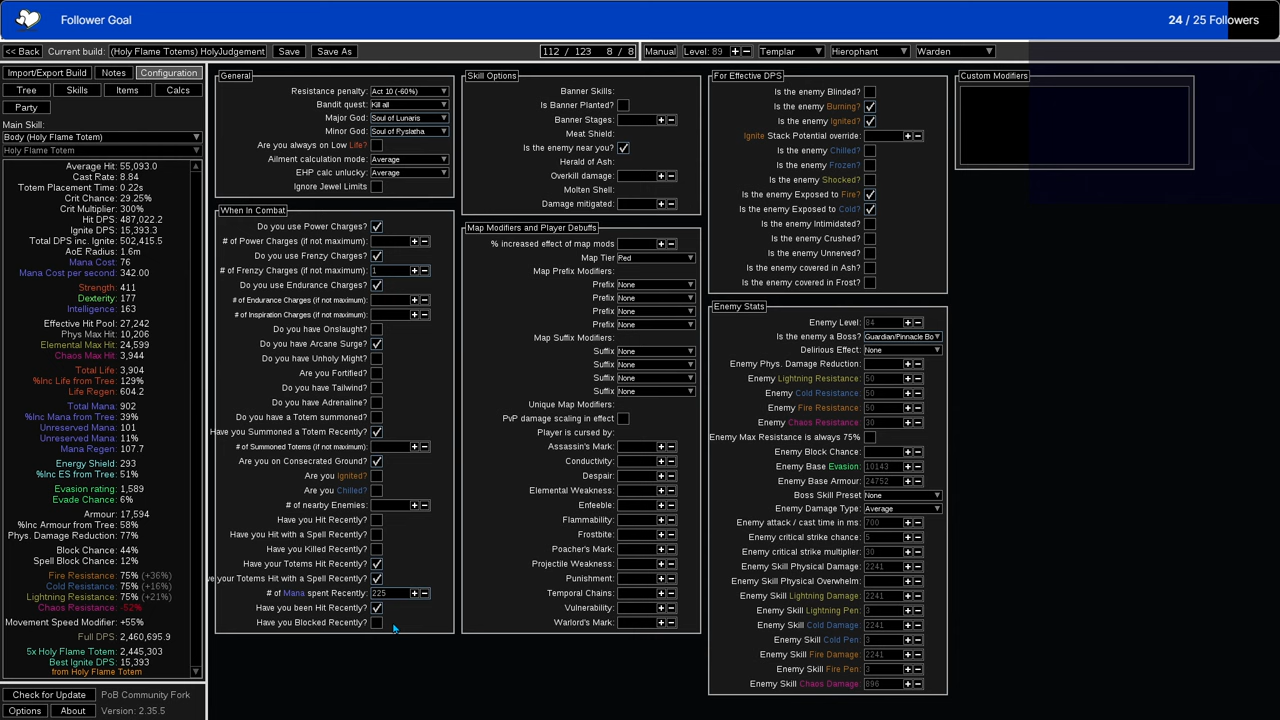 Follower Goal
24 / 25 Followers
<< Back
Current build:
(Holy Flame Totems) HolyJudgement
Save
Save As
112 / 123   8 / 8
Manual
Level: 89
+
-
Templar
Hierophant
Warden
Import/Export Build
Notes
Configuration
Tree
Skills
Items
Calcs
Party
Main Skill:
Body (Holy Flame Totem)
Holy Flame Totem
Average Hit: 55,093.0
Cast Rate: 8.84
Totem Placement Time: 0.22s
Crit Chance: 29.25%
Crit Multiplier: 300%
Hit DPS: 487,022.2
Ignite DPS: 15,393.3
Total DPS inc. Ignite: 502,415.5
AoE Radius: 1.6m
Mana Cost: 76
Mana Cost per second: 342.00
Strength: 411
Dexterity: 177
Intelligence: 163
Effective Hit Pool: 27,242
Phys Max Hit: 10,206
Elemental Max Hit: 24,599
Chaos Max Hit: 3,944
Total Life: 3,904
%Inc Life from Tree: 129%
Life Regen: 604.2
Total Mana: 902
%Inc Mana from Tree: 39%
Unreserved Mana: 101
Unreserved Mana: 11%
Mana Regen: 107.7
Energy Shield: 293
%Inc ES from Tree: 51%
Evasion rating: 1,589
Evade Chance: 6%
Armour: 17,594
%Inc Armour from Tree: 58%
Phys. Damage Reduction: 77%
Block Chance: 44%
Spell Block Chance: 12%
Fire Resistance: 75% (+36%)
Cold Resistance: 75% (+16%)
Lightning Resistance: 75% (+21%)
Chaos Resistance: -52%
Movement Speed Modifier: +55%
Full DPS: 2,460,695.9
5x Holy Flame Totem: 2,445,303
Best Ignite DPS: 15,393
from Holy Flame Totem
Check for Update
PoB Community Fork
Options
About
Version: 2.35.5
General
Resistance penalty: Act 10 (-60%)
Bandit quest: Kill all
Major God: Soul of Lunaris
Minor God: Soul of Ryslatha
Are you always on Low Life?
Ailment calculation mode: Average
EHP calc unlucky: Average
Ignore Jewel Limits
When In Combat
Do you use Power Charges?
# of Power Charges (if not maximum):
Do you use Frenzy Charges?
# of Frenzy Charges (if not maximum): 1
Do you use Endurance Charges?
# of Endurance Charges (if not maximum):
# of Inspiration Charges (if not maximum):
Do you have Onslaught?
Do you have Arcane Surge?
Do you have Unholy Might?
Are you Fortified?
Do you have Tailwind?
Do you have Adrenaline?
Do you have a Totem summoned?
Have you Summoned a Totem Recently?
# of Summoned Totems (if not maximum):
Are you on Consecrated Ground?
Are you Ignited?
Are you Chilled?
# of nearby Enemies:
Have you Hit Recently?
Have you Hit with a Spell Recently?
Have you Killed Recently?
Have your Totems Hit Recently?
your Totems Hit with a Spell Recently?
# of Mana spent Recently: 225
Have you been Hit Recently?
Have you Blocked Recently?
Skill Options
Banner Skills:
Is Banner Planted?
Banner Stages:
Meat Shield:
Is the enemy near you?
Herald of Ash:
Overkill damage:
Molten Shell:
Damage mitigated:
Map Modifiers and Player Debuffs
% increased effect of map mods
Map Tier Red
Map Prefix Modifiers:
Prefix None
Prefix None
Prefix None
Prefix None
Map Suffix Modifiers:
Suffix None
Suffix None
Suffix None
Suffix None
Unique Map Modifiers:
PvP damage scaling in effect
Player is cursed by:
Assassin's Mark:
Conductivity:
Despair:
Elemental Weakness:
Enfeeble:
Flammability:
Frostbite:
Poacher's Mark:
Projectile Weakness:
Punishment:
Temporal Chains:
Vulnerability:
Warlord's Mark:
For Effective DPS
Is the enemy Blinded?
Is the enemy Burning?
Is the enemy Ignited?
Ignite Stack Potential override:
Is the enemy Chilled?
Is the enemy Frozen?
Is the enemy Shocked?
Is the enemy Exposed to Fire?
Is the enemy Exposed to Cold?
Is the enemy Intimidated?
Is the enemy Crushed?
Is the enemy Unnerved?
Is the enemy covered in Ash?
Is the enemy covered in Frost?
Enemy Stats
Enemy Level: 84
Is the enemy a Boss? Guardian/Pinnacle Bo
Delirious Effect: None
Enemy Phys. Damage Reduction:
Enemy Lightning Resistance: 50
Enemy Cold Resistance: 50
Enemy Fire Resistance: 50
Enemy Chaos Resistance: 30
Enemy Max Resistance is always 75%
Enemy Block Chance:
Enemy Base Evasion: 10143
Enemy Base Armour: 24752
Boss Skill Preset None
Enemy Damage Type: Average
Enemy attack / cast time in ms: 700
Enemy critical strike chance: 5
Enemy critical strike multiplier: 30
Enemy Skill Physical Damage: 2241
Enemy Skill Physical Overwhelm:
Enemy Skill Lightning Damage: 2241
Enemy Skill Lightning Pen: 3
Enemy Skill Cold Damage: 2241
Enemy Skill Cold Pen: 3
Enemy Skill Fire Damage: 2241
Enemy Skill Fire Pen: 3
Enemy Skill Chaos Damage: 896
Custom Modifiers